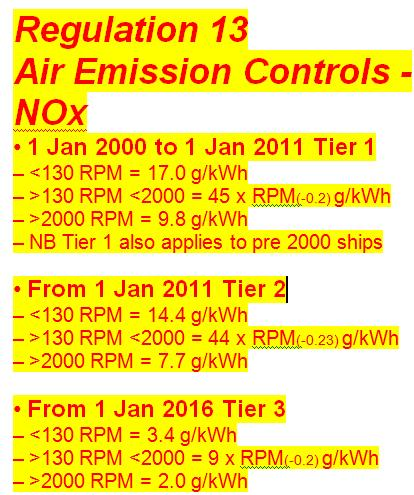 Regulation 13
Air Emission Controls -
NOx
• 1 Jan 2000 to 1 Jan 2011 Tier 1
– <130 RPM = 17.0 g/kWh
– >130 RPM <2000 = 45 x RPM(-0.2) g/kWh
– >2000 RPM = 9.8 g/kWh
– NB Tier 1 also applies to pre 2000 ships
• From 1 Jan 2011 Tier 2
– <130 RPM = 14.4 g/kWh
– >130 RPM <2000 = 44 x RPM(-0.23) g/kWh
– >2000 RPM = 7.7 g/kWh
• From 1 Jan 2016 Tier 3
– <130 RPM = 3.4 g/kWh
– >130 RPM <2000 = 9 x RPM(-0.2) g/kWh
– >2000 RPM = 2.0 g/kWh